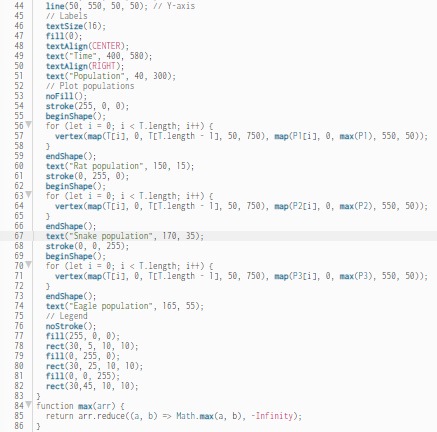 44 line(50, 550, 50, 50); // Y-axis
45 // Labels
46 textSize(16);
47 fill(0);
48 textAlign(CENTER);
49 text("Time", 400, 580);
50 textAlign(RIGHT);
51 text("Population", 40, 300);
52 // Plot populations
53 noFill();
54 stroke(255, 0, 0);
55 beginShape();
56 for (let i = 0; i < T.length; i++) {
57 vertex(map(T[i], 0, T[T.length - 1], 50, 750), map(P1[i], 0, max(P1), 550, 50));
58 }
59 endShape();
60 text("Rat population", 150, 15);
61 stroke(0, 255, 0);
62 beginShape();
63 for (let i = 0; i < T.length; i++) {
64 vertex(map(T[i], 0, T[T.length - 1], 50, 750), map(P2[i], 0, max(P2), 550, 50));
65 }
66 endShape();
67 text("Snake population", 170, 35);
68 stroke(0, 0, 255);
69 beginShape();
70 for (let i = 0; i < T.length; i++) {
71 vertex(map(T[i], 0, T[T.length - 1], 50, 750), map(P3[i], 0, max(P3), 550, 50));
72 }
73 endShape();
74 text("Eagle population", 165, 55);
75 // Legend
76 noStroke();
77 fill(255, 0, 0);
78 rect(30, 5, 10, 10);
79 fill(0, 255, 0);
80 rect(30, 25, 10, 10);
81 fill(0, 0, 255);
82 rect(30,45, 10, 10);
83 }
84 function max(arr) {
85 return arr.reduce((a, b) => Math.max(a, b), -Infinity);
86 }